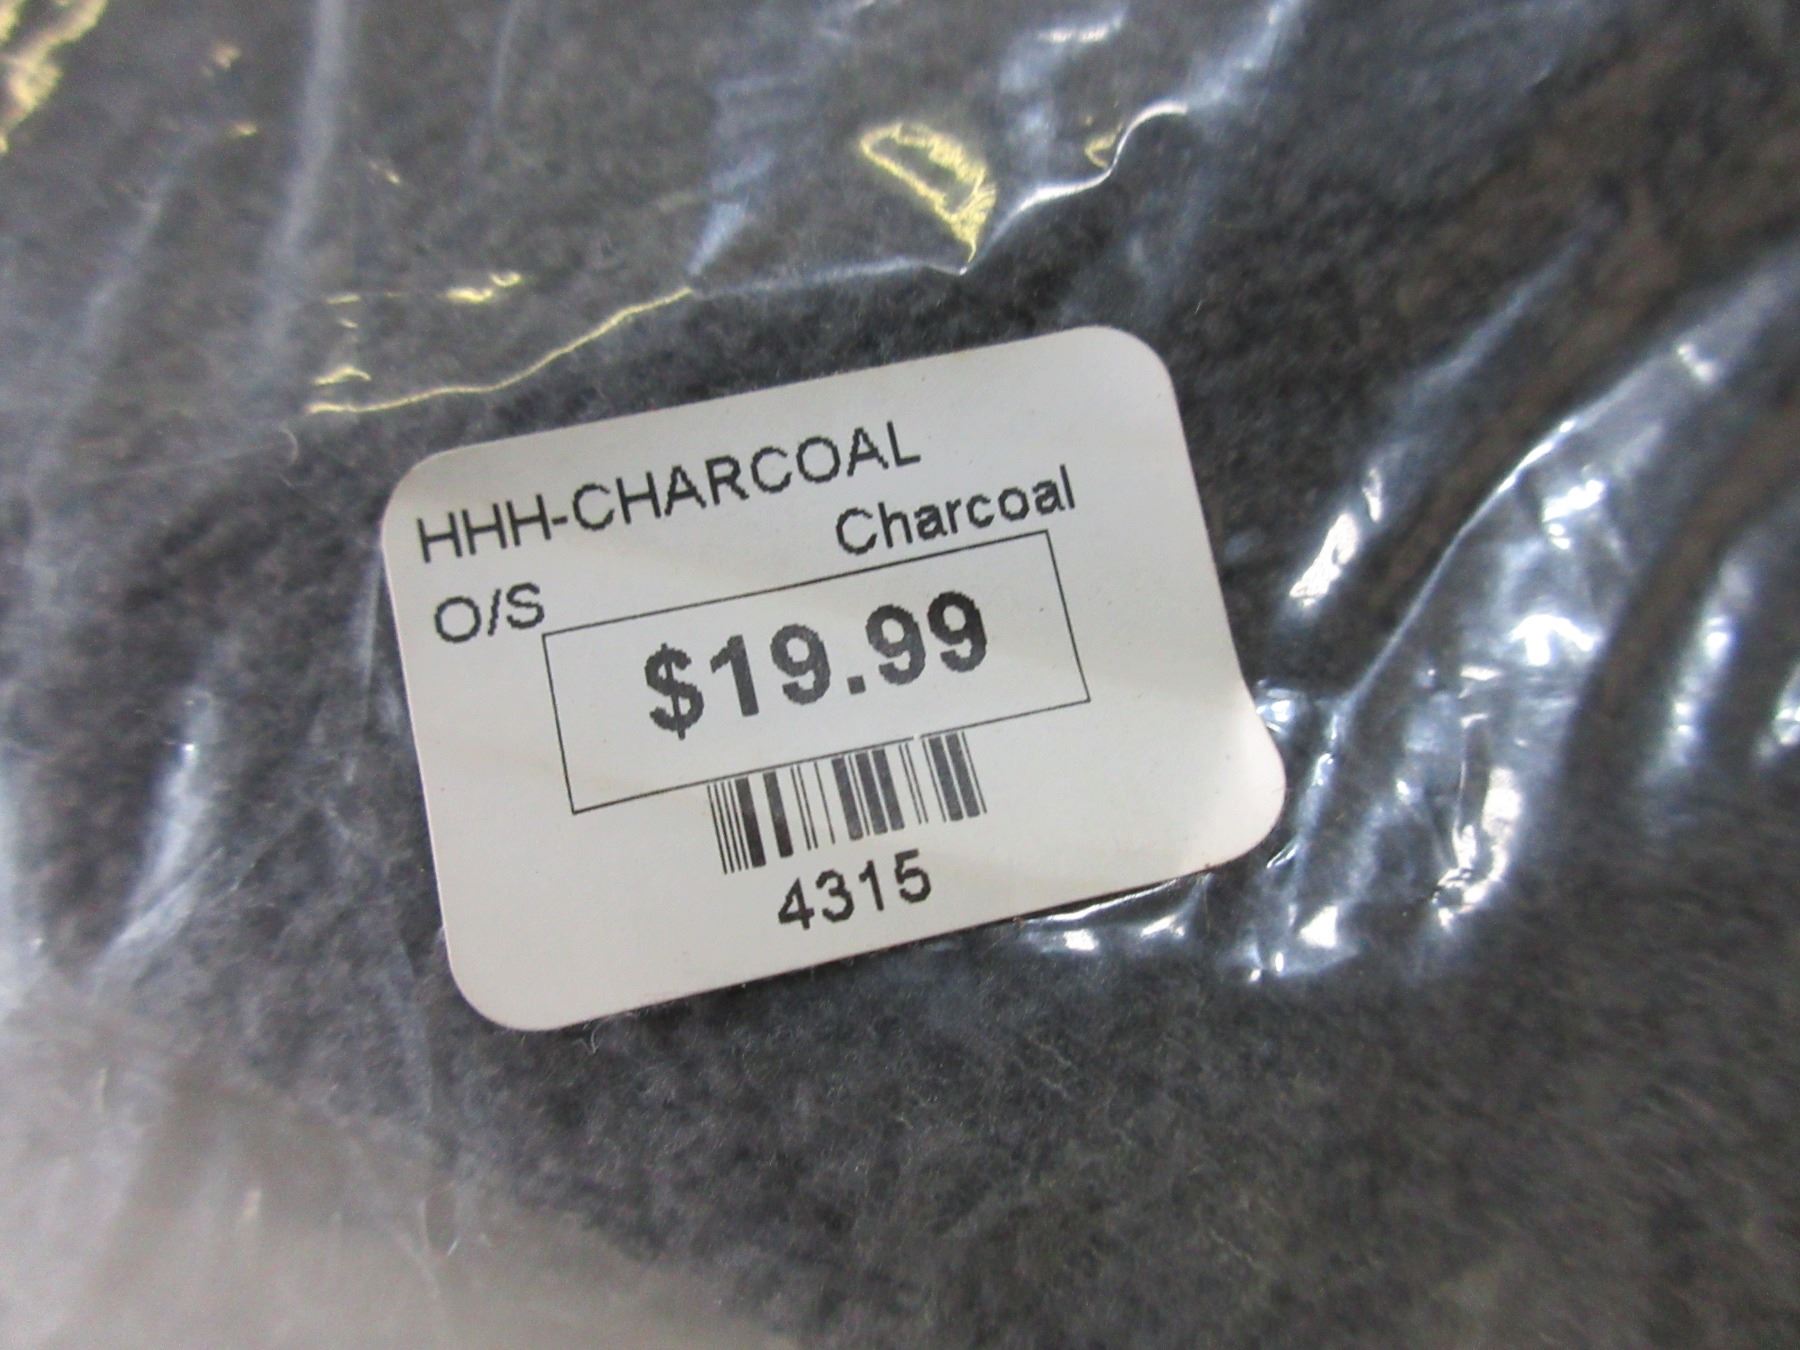 HHH-CHARCOAL
Charcoal
O/S
$19.99
4315